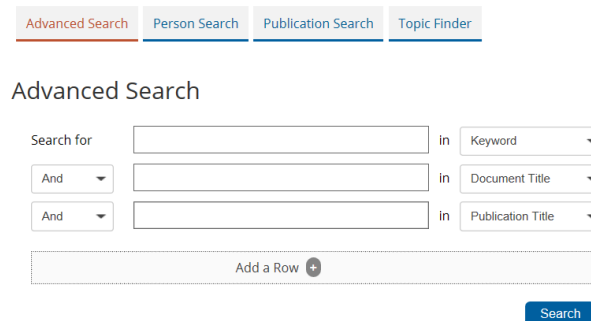 Advanced Search Person Search Publication Search Topic Finder
Advanced Search
Search for in Keyword
And in Document Title
And in Publication Title
Add a Row +
Search